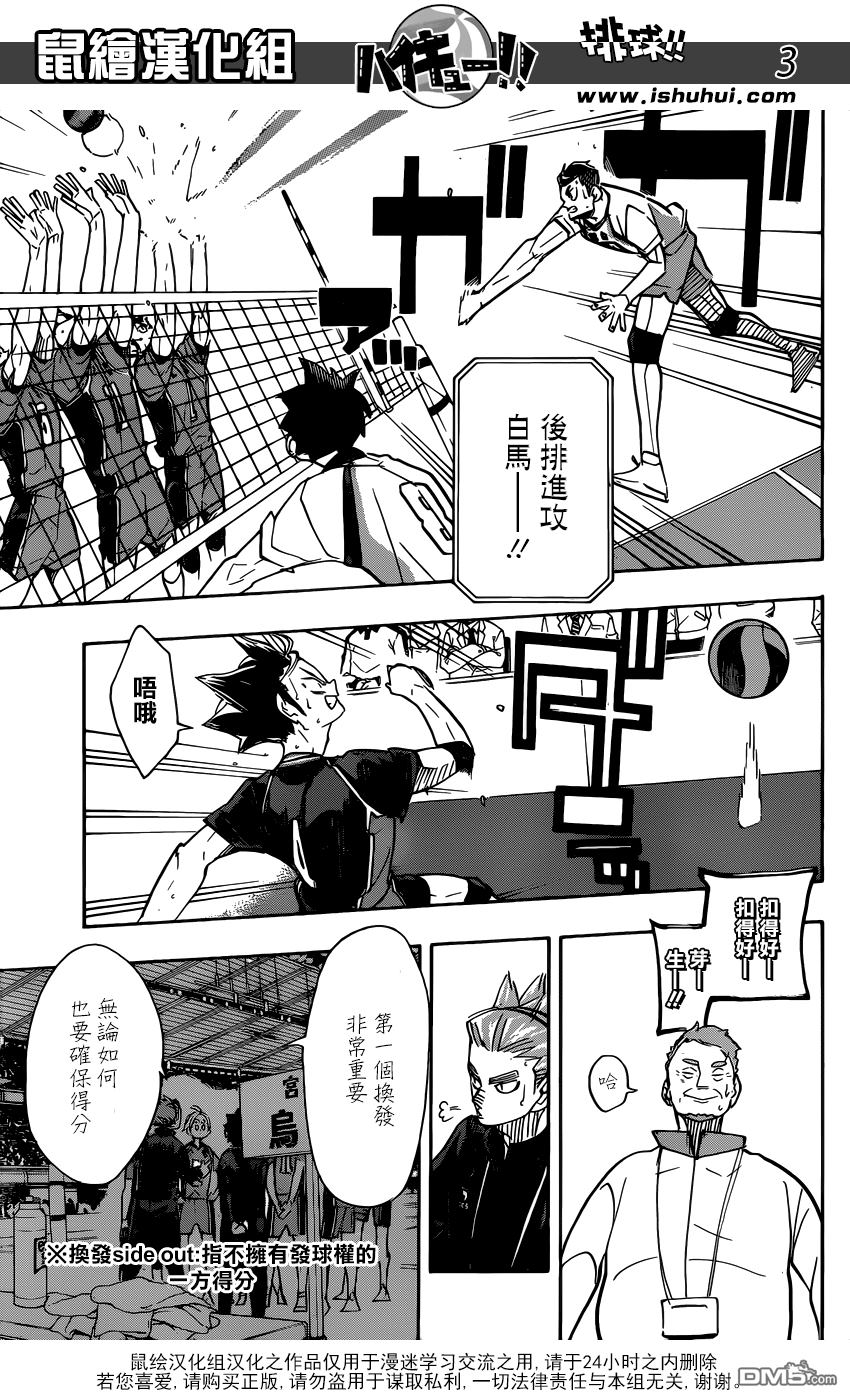 鼠繪漢化組
ハイキュー!!
排球!!
3
www.ishuhui.com
ガガガ
後排進攻
白馬——!!
唔哦
扣得好—
扣得好—
芽—
生—!!
哈
第一個換發
非常重要
無論如何
也要確保得分
宮
烏
※換發side out:指不擁有發球權的
一方得分
鼠绘汉化组汉化之作品仅用于漫迷学习交流之用, 请于24小时之内删除
若您喜爱, 请购买正版, 请勿盗用于谋取私利, 一切法律责任与本组无关, 谢谢。
DM5.com